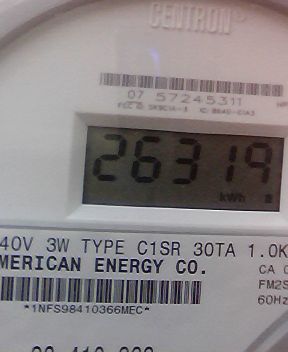 CENTRON
07 57245311
26319
kWh
40V 3W TYPE C1SR 30TA 1.0K
MERICAN ENERGY CO.
CA 0
FM2S
60Hz
*1NFS98410366MEC*